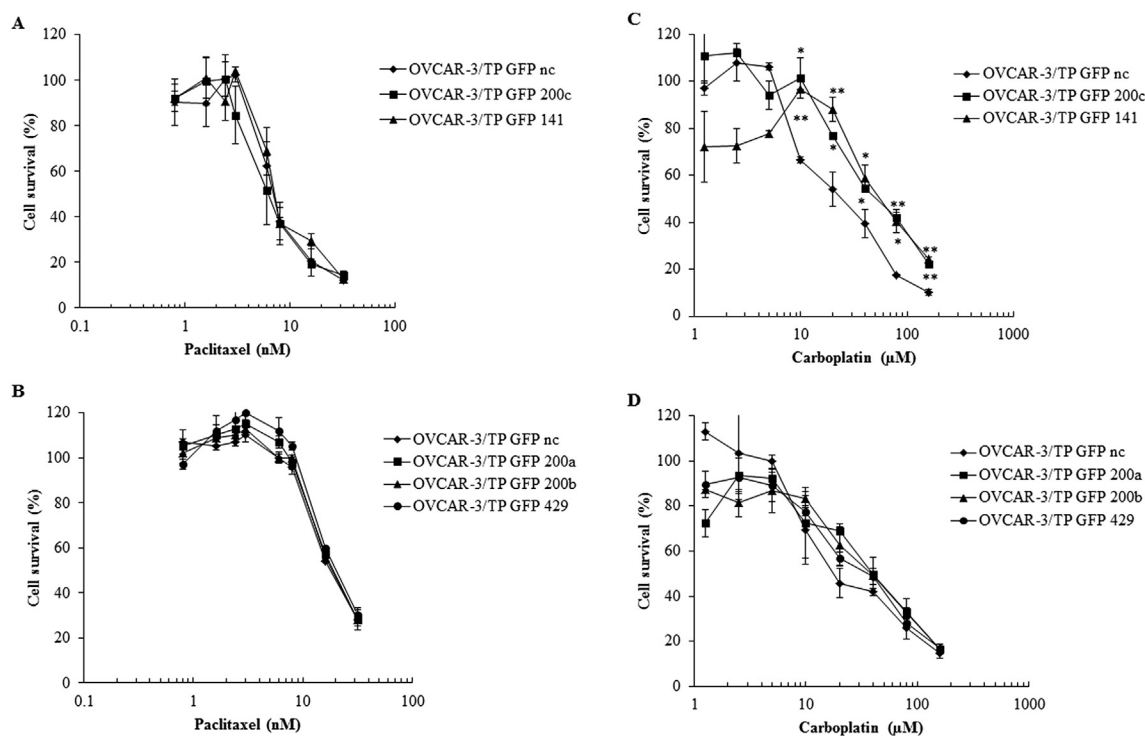 A
120
100
80
60
40
20
0
Cell survival (%)
0.1 1 10 100
Paclitaxel (nM)
OVCAR-3/TP GFP nc
OVCAR-3/TP GFP 200c
OVCAR-3/TP GFP 141
B
120
100
80
60
40
20
0
Cell survival (%)
0.1 1 10 100
Paclitaxel (nM)
OVCAR-3/TP GFP nc
OVCAR-3/TP GFP 200a
OVCAR-3/TP GFP 200b
OVCAR-3/TP GFP 429
C
120
100
80
60
40
20
0
Cell survival (%)
* ** ** * * * ** * ** * **
1 10 100 1000
Carboplatin (µM)
OVCAR-3/TP GFP nc
OVCAR-3/TP GFP 200c
OVCAR-3/TP GFP 141
D
120
100
80
60
40
20
0
Cell survival (%)
1 10 100 1000
Carboplatin (µM)
OVCAR-3/TP GFP nc
OVCAR-3/TP GFP 200a
OVCAR-3/TP GFP 200b
OVCAR-3/TP GFP 429